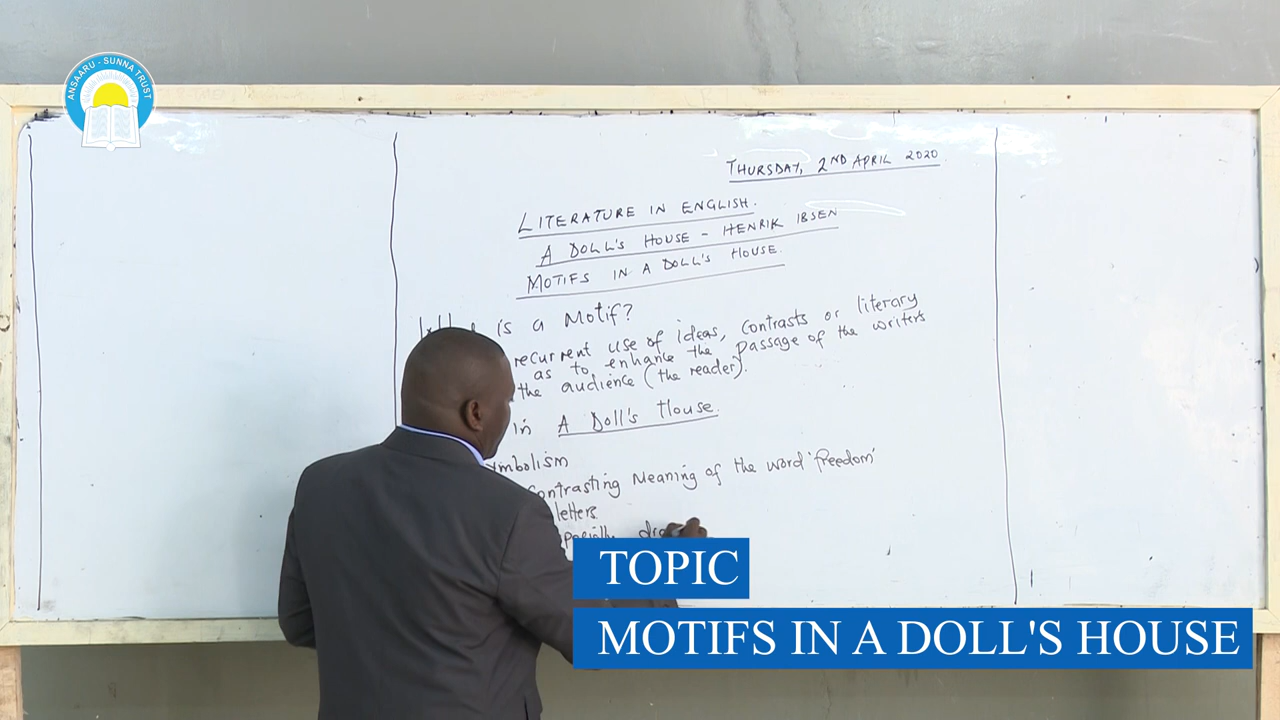 ANSAARU - SUNNA TRUST
THURSDAY, 2ND APRIL 2020
LITERATURE IN ENGLISH.
A DOLL'S HOUSE - HENRIK IBSEN
MOTIFS IN A DOLL'S HOUSE.
is a Motif?
recurrent use of ideas, contrasts or literary
as to enhance the passage of the writers
the audience (the reader).
in A Doll's House.
ymbolism
ontrasting Meaning of the word 'freedom'
letters
TOPIC
MOTIFS IN A DOLL'S HOUSE